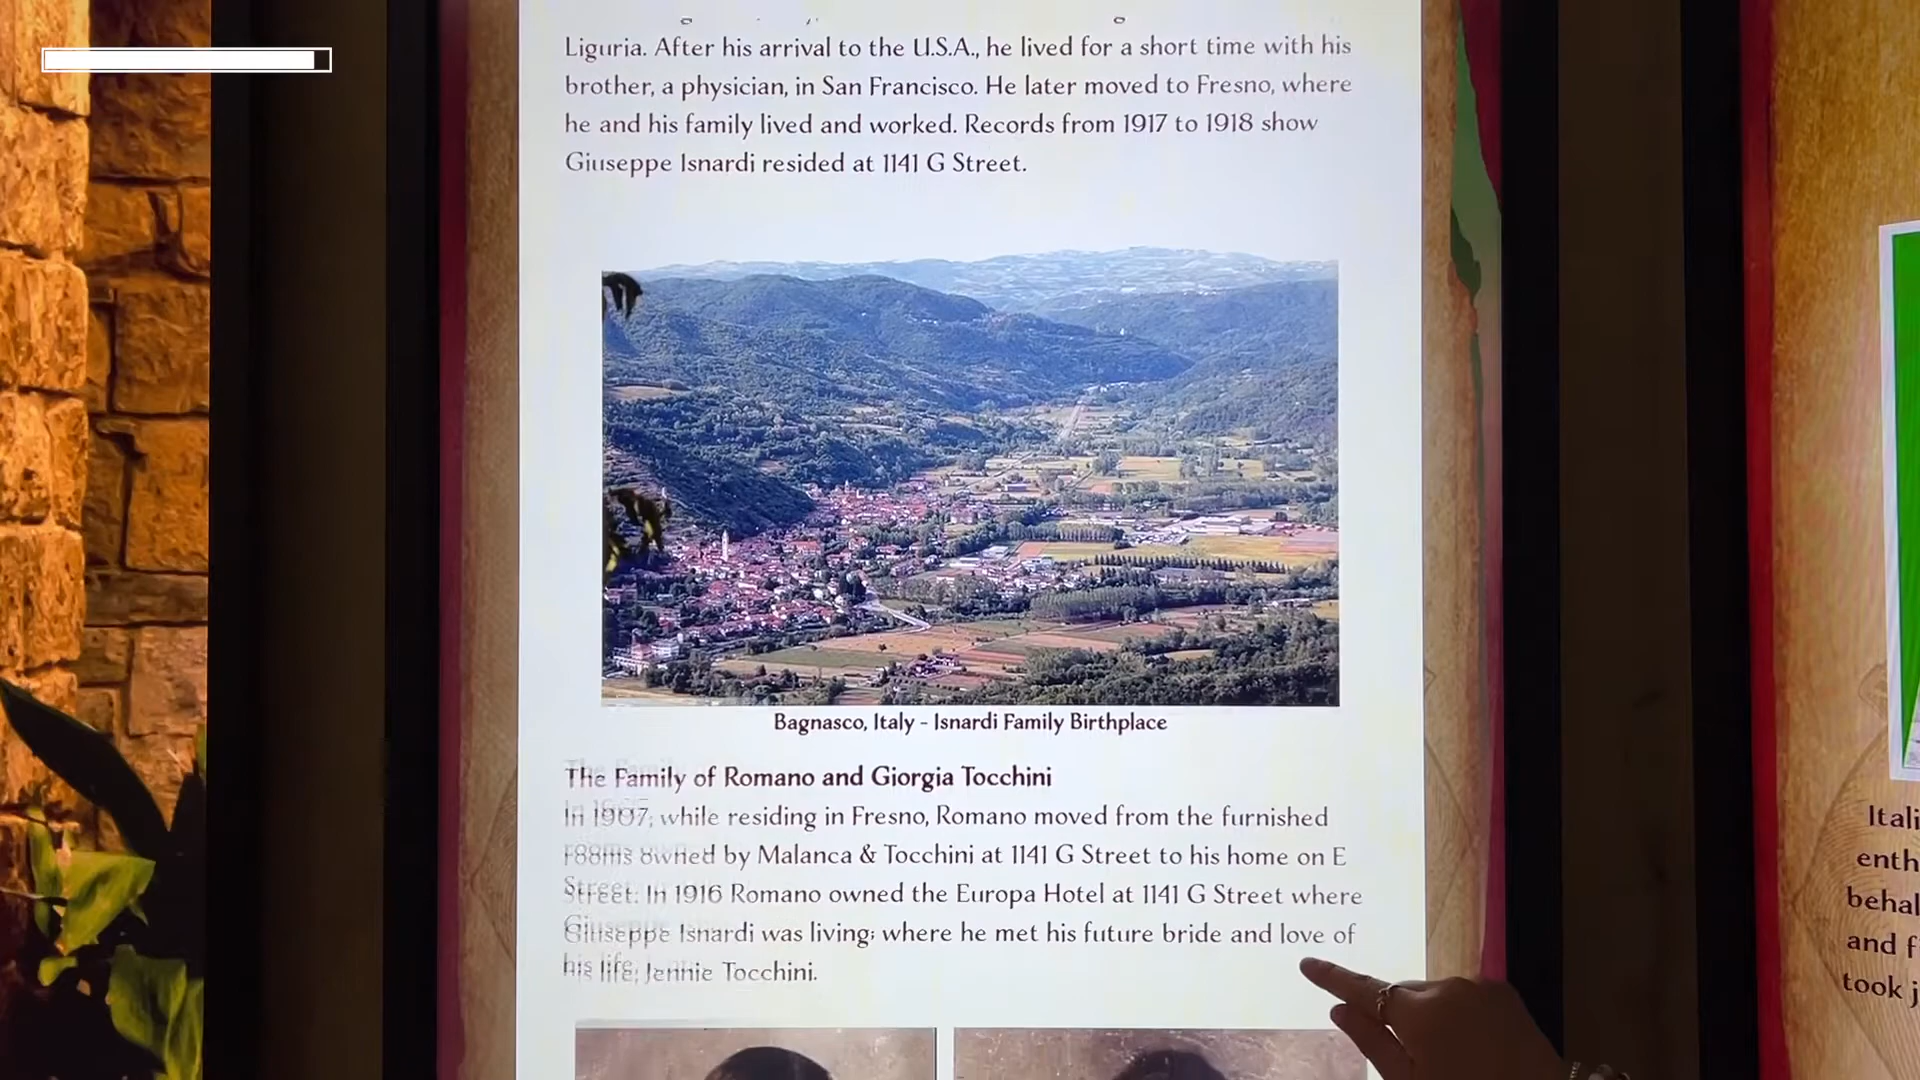 Liguria. After his arrival to the U.S.A., he lived for a short time with his
brother, a physician, in San Francisco. He later moved to Fresno, where
he and his family lived and worked. Records from 1917 to 1918 show
Giuseppe Isnardi resided at 1141 G Street.
Bagnasco, Italy - Isnardi Family Birthplace
The Family of Romano and Giorgia Tocchini
In 1907, while residing in Fresno, Romano moved from the furnished
rooms owned by Malanca & Tocchini at 1141 G Street to his home on E
Street. In 1916 Romano owned the Europa Hotel at 1141 G Street where
Giuseppe Isnardi was living; where he met his future bride and love of
his life, Jennie Tocchini.
Itali
enth
behal
and f
took j